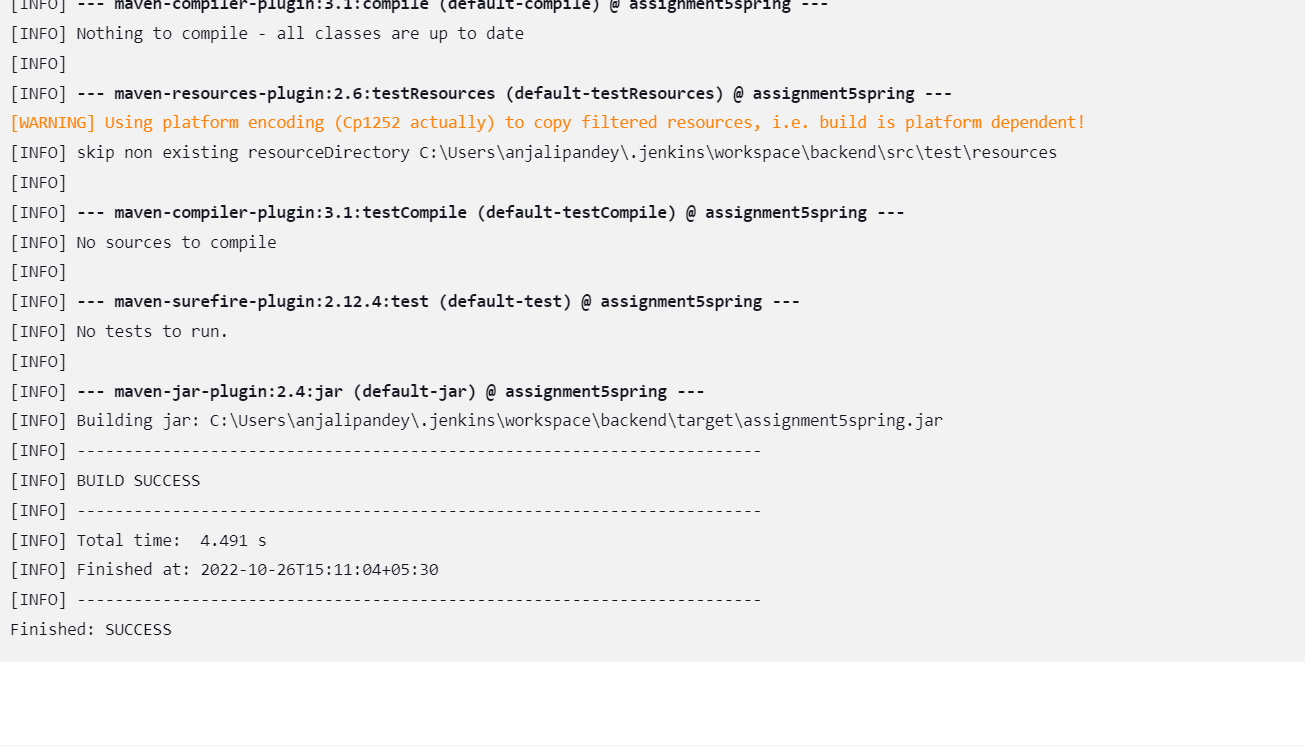 [INFO] --- maven-compiler-plugin:3.1:compile (default-compile) @ assignment5spring ---
[INFO] Nothing to compile - all classes are up to date
[INFO]
[INFO] --- maven-resources-plugin:2.6:testResources (default-testResources) @ assignment5spring ---
[WARNING] Using platform encoding (Cp1252 actually) to copy filtered resources, i.e. build is platform dependent!
[INFO] skip non existing resourceDirectory C:\Users\anjalipandey\.jenkins\workspace\backend\src\test\resources
[INFO]
[INFO] --- maven-compiler-plugin:3.1:testCompile (default-testCompile) @ assignment5spring ---
[INFO] No sources to compile
[INFO]
[INFO] --- maven-surefire-plugin:2.12.4:test (default-test) @ assignment5spring ---
[INFO] No tests to run.
[INFO]
[INFO] --- maven-jar-plugin:2.4:jar (default-jar) @ assignment5spring ---
[INFO] Building jar: C:\Users\anjalipandey\.jenkins\workspace\backend\target\assignment5spring.jar
[INFO] ------------------------------------------------------------------------
[INFO] BUILD SUCCESS
[INFO] ------------------------------------------------------------------------
[INFO] Total time:  4.491 s
[INFO] Finished at: 2022-10-26T15:11:04+05:30
[INFO] ------------------------------------------------------------------------
Finished: SUCCESS